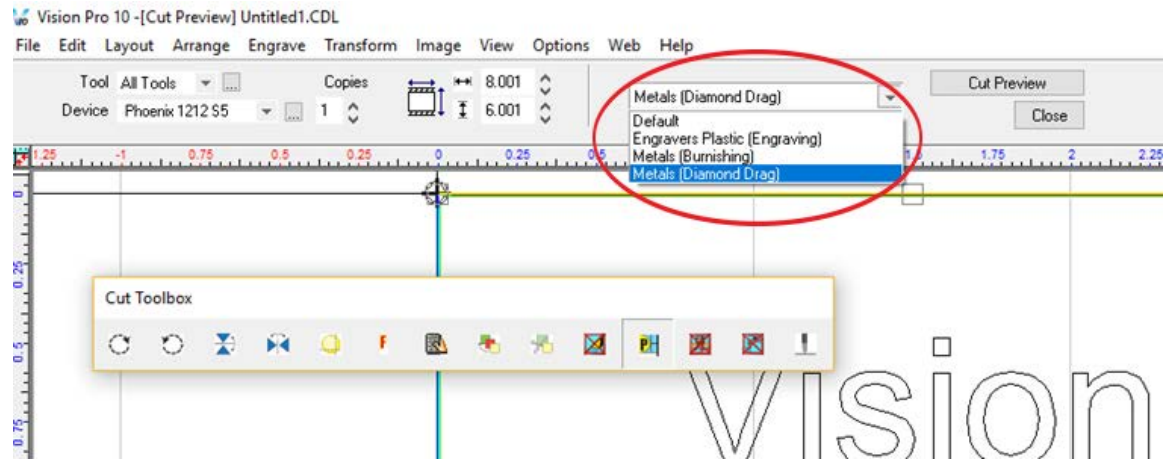 Vision Pro 10 -[Cut Preview] Untitled1.CDL
File Edit Layout Arrange Engrave Transform Image View Options Web Help
Tool All Tools ... Copies 8.001 Metals (Diamond Drag) Cut Preview
Device Phoenix 1212 S5 ... 1 6.001 Default Close
Engravers Plastic (Engraving)
Metals (Burnishing)
Metals (Diamond Drag)
1.25 -1 0.75 0.5 0.25 0 0.25 1.75 2 2.25
0
0.25
Cut Toolbox
F PH
0.5
0.75
Vision